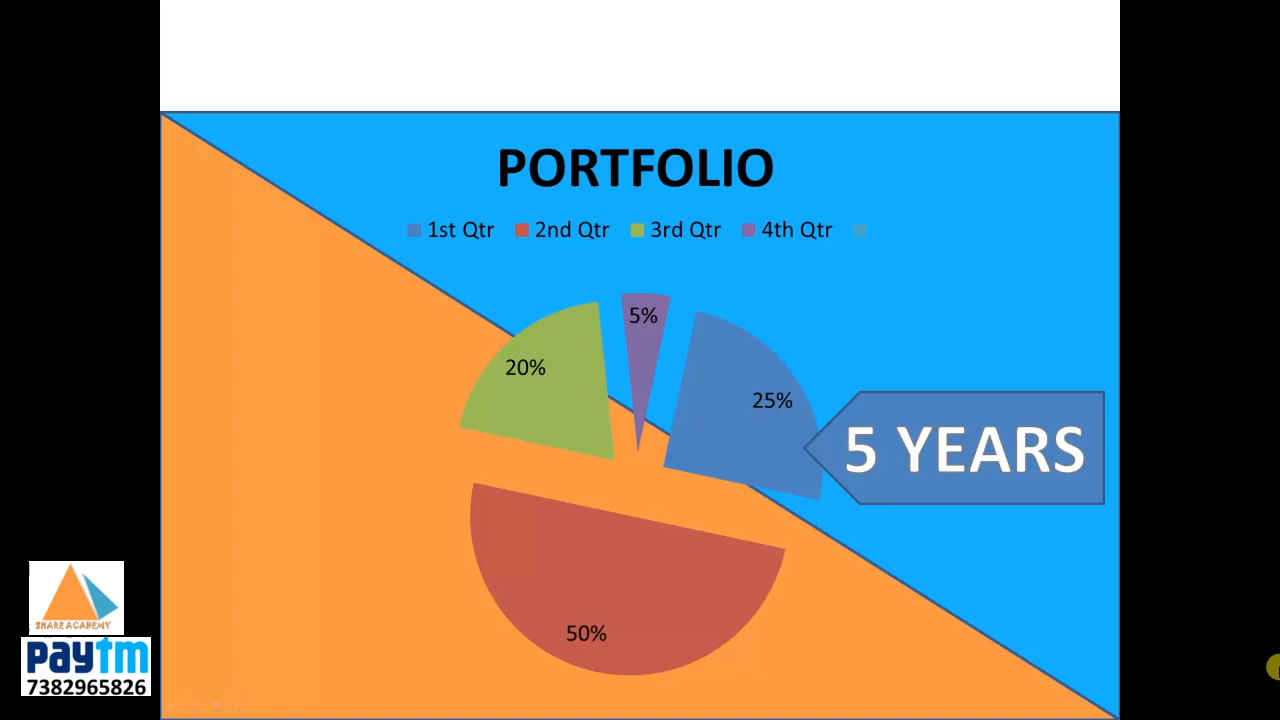 PORTFOLIO
1st Qtr 2nd Qtr 3rd Qtr 4th Qtr
5%
20%
25%
5 YEARS
50%
SHARE ACADEMY
paytm
7382965826